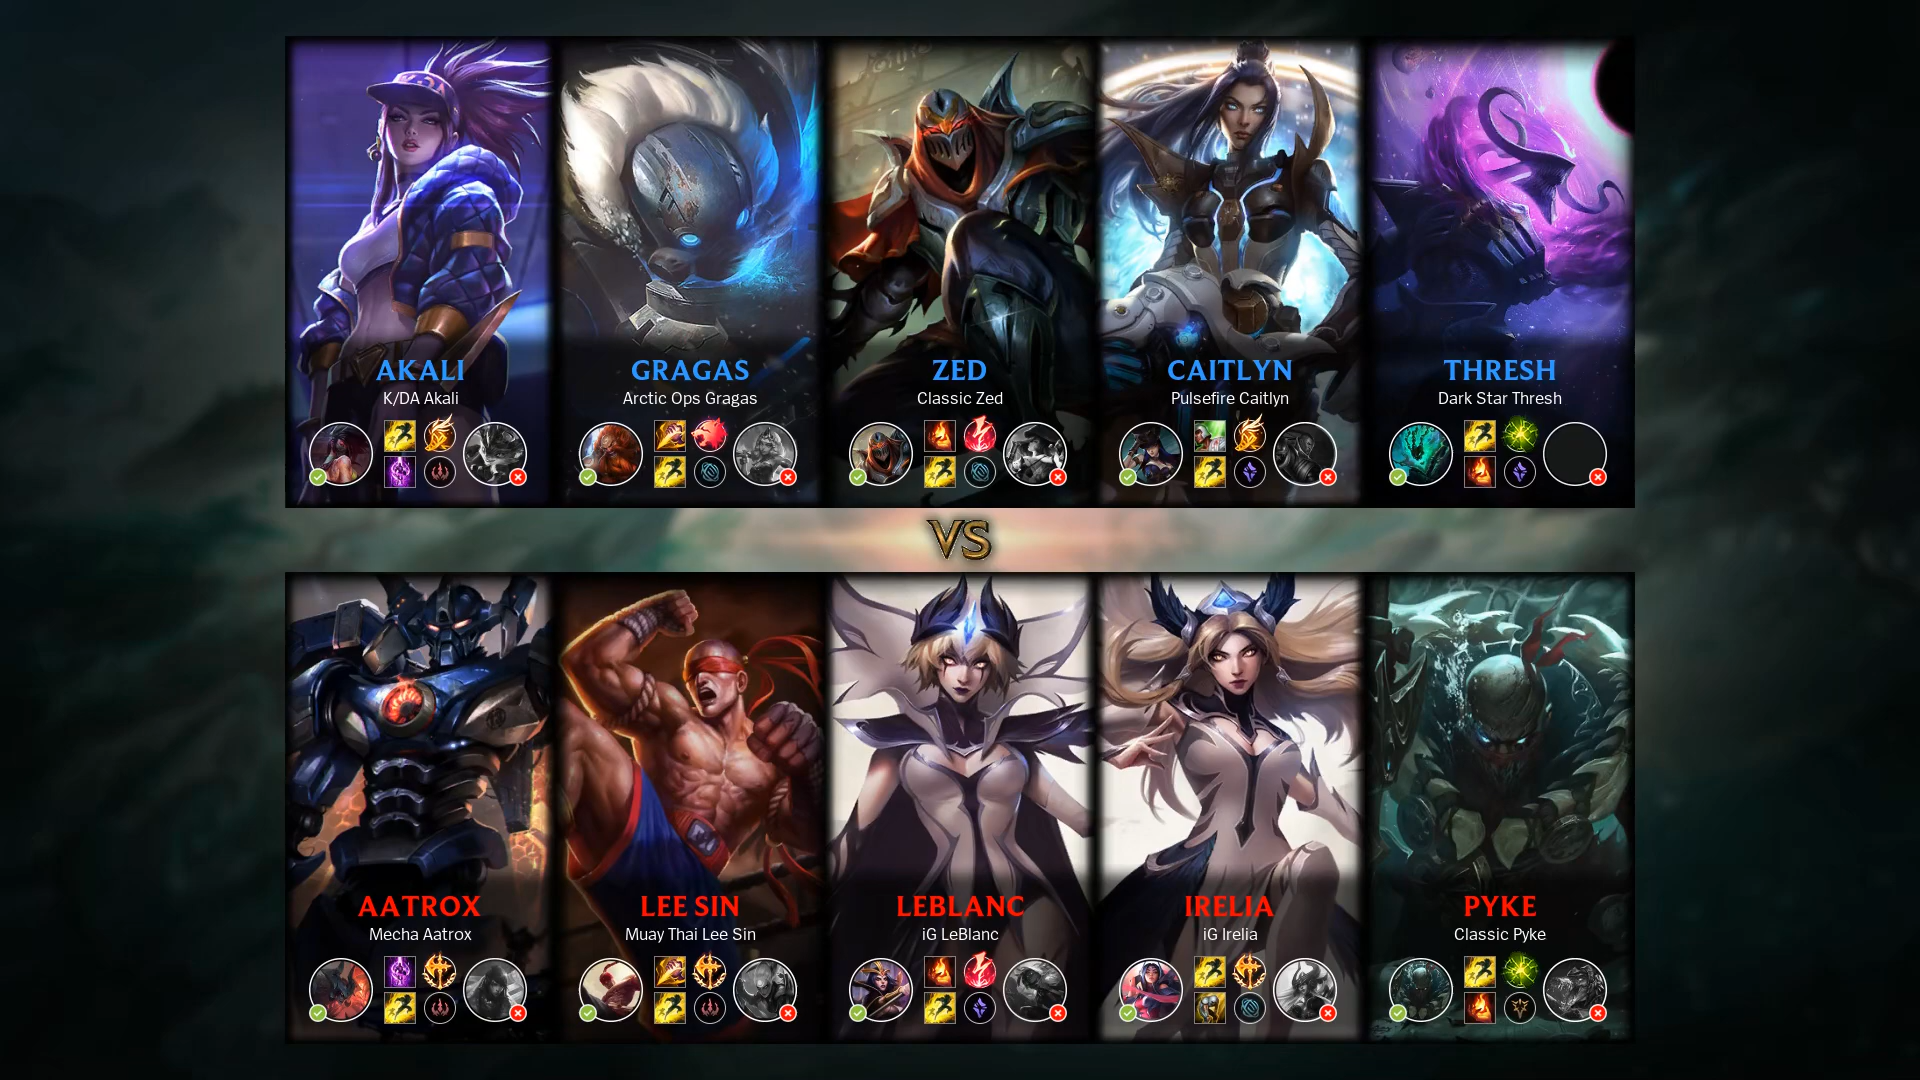 AKALI
K/DA Akali
GRAGAS
Arctic Ops Gragas
ZED
Classic Zed
CAITLYN
Pulsefire Caitlyn
THRESH
Dark Star Thresh
VS
AATROX
Mecha Aatrox
LEE SIN
Muay Thai Lee Sin
LEBLANC
iG LeBlanc
IRELIA
iG Irelia
PYKE
Classic Pyke